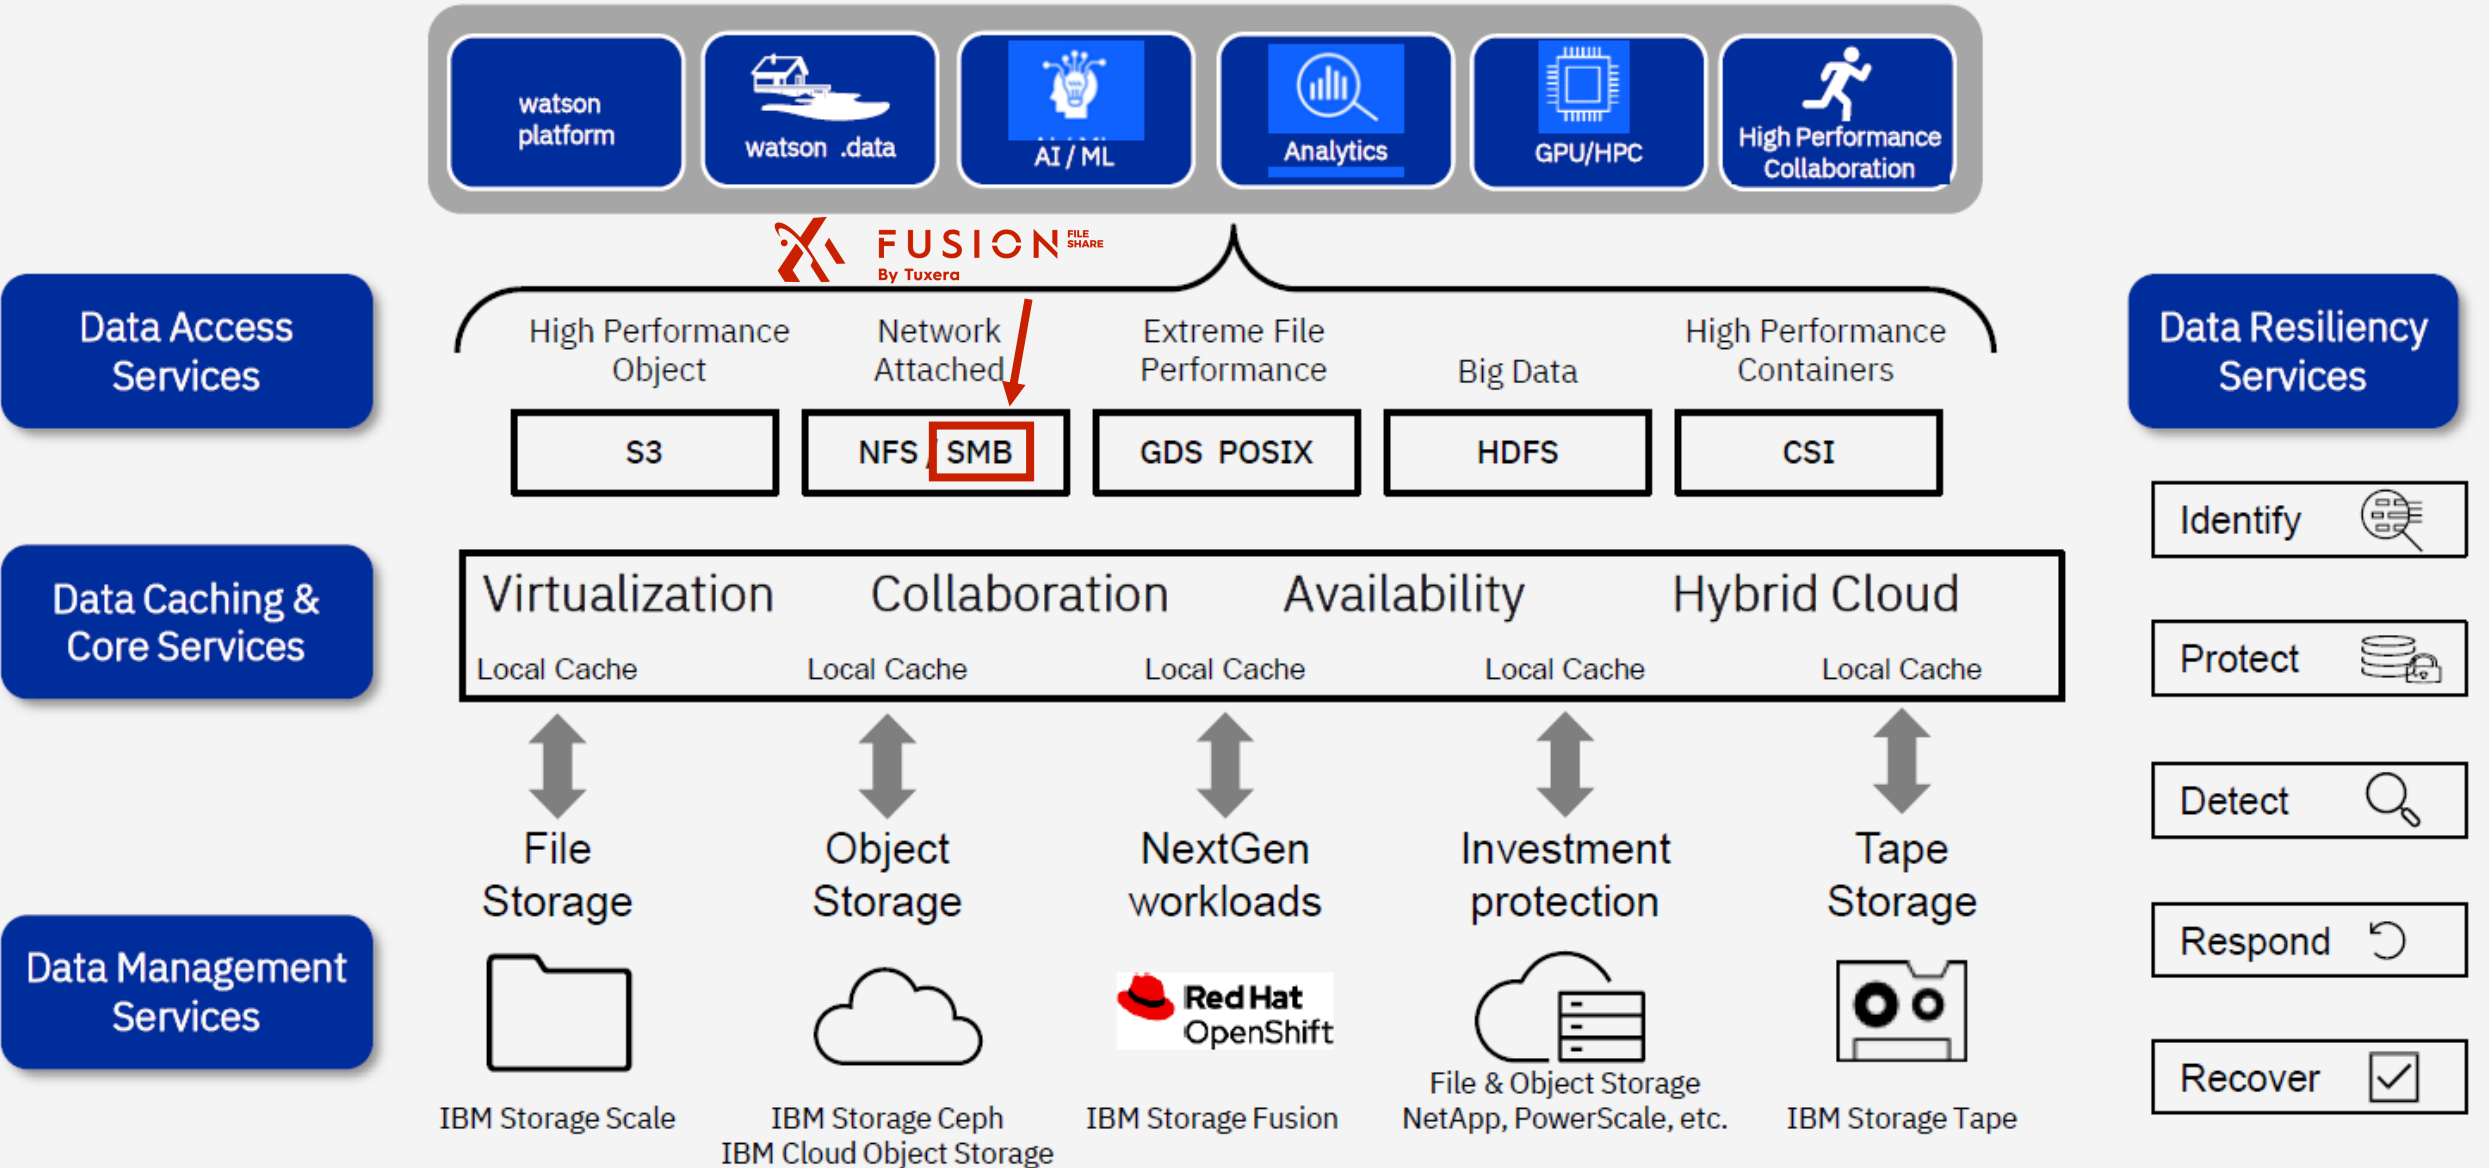 watson
platform
watson .data
AI / ML
Analytics
GPU/HPC
High Performance
Collaboration
FUSION FILE SHARE
By Tuxera
Data Access
Services
High Performance
Object
Network
Attached
Extreme File
Performance
Big Data
High Performance
Containers
S3
NFS / SMB
GDS POSIX
HDFS
CSI
Data Caching &
Core Services
Virtualization
Collaboration
Availability
Hybrid Cloud
Local Cache
Local Cache
Local Cache
Local Cache
Local Cache
Data Management
Services
File
Storage
IBM Storage Scale
Object
Storage
IBM Storage Ceph
IBM Cloud Object Storage
NextGen
workloads
Red Hat
OpenShift
IBM Storage Fusion
Investment
protection
File & Object Storage
NetApp, PowerScale, etc.
Tape
Storage
IBM Storage Tape
Data Resiliency
Services
Identify
Protect
Detect
Respond
Recover